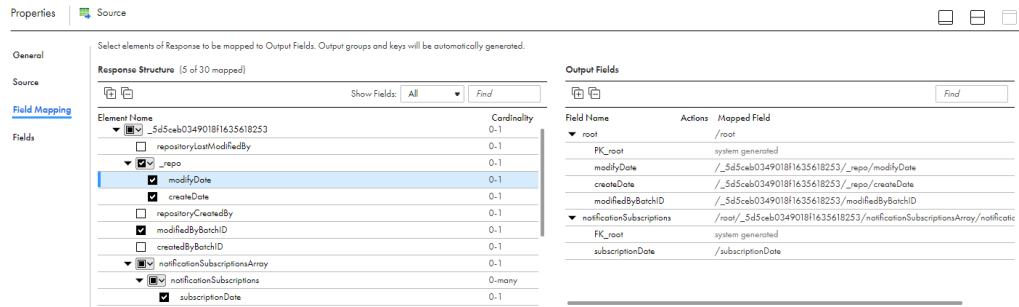 Properties Source
Select elements of Response to be mapped to Output Fields. Output groups and keys will be automatically generated.
General
Source
Field Mapping
Fields
Response Structure (5 of 30 mapped)
Show Fields: All Find
Element Name Cardinality
_5d5ceb0349018f1635618253 0-1
repositoryLastModifiedBy 0-1
_repo 0-1
modifyDate 0-1
createDate 0-1
repositoryCreatedBy 0-1
modifiedByBatchID 0-1
createdByBatchID 0-1
notificationSubscriptionsArray 0-1
notificationSubscriptions 0-many
subscriptionDate 0-1
Output Fields
Find
Field Name Actions Mapped Field
root /root
PK_root system generated
modifyDate /_5d5ceb0349018f1635618253/_repo/modifyDate
createDate /_5d5ceb0349018f1635618253/_repo/createDate
modifiedByBatchID /_5d5ceb0349018f1635618253/modifiedByBatchID
notificationSubscriptions /root/_5d5ceb0349018f1635618253/notificationSubscriptionsArray/notificatio
FK_root system generated
subscriptionDate /subscriptionDate